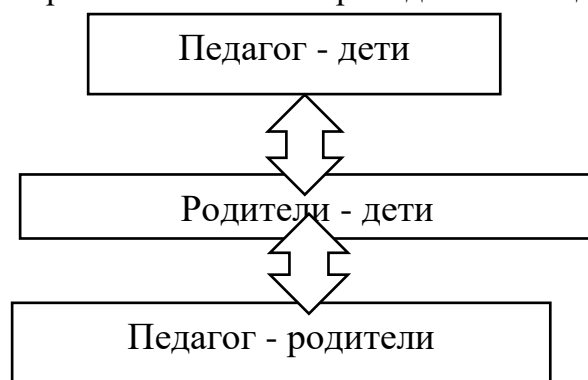 Педагог - дети
Родители - дети
Педагог - родители